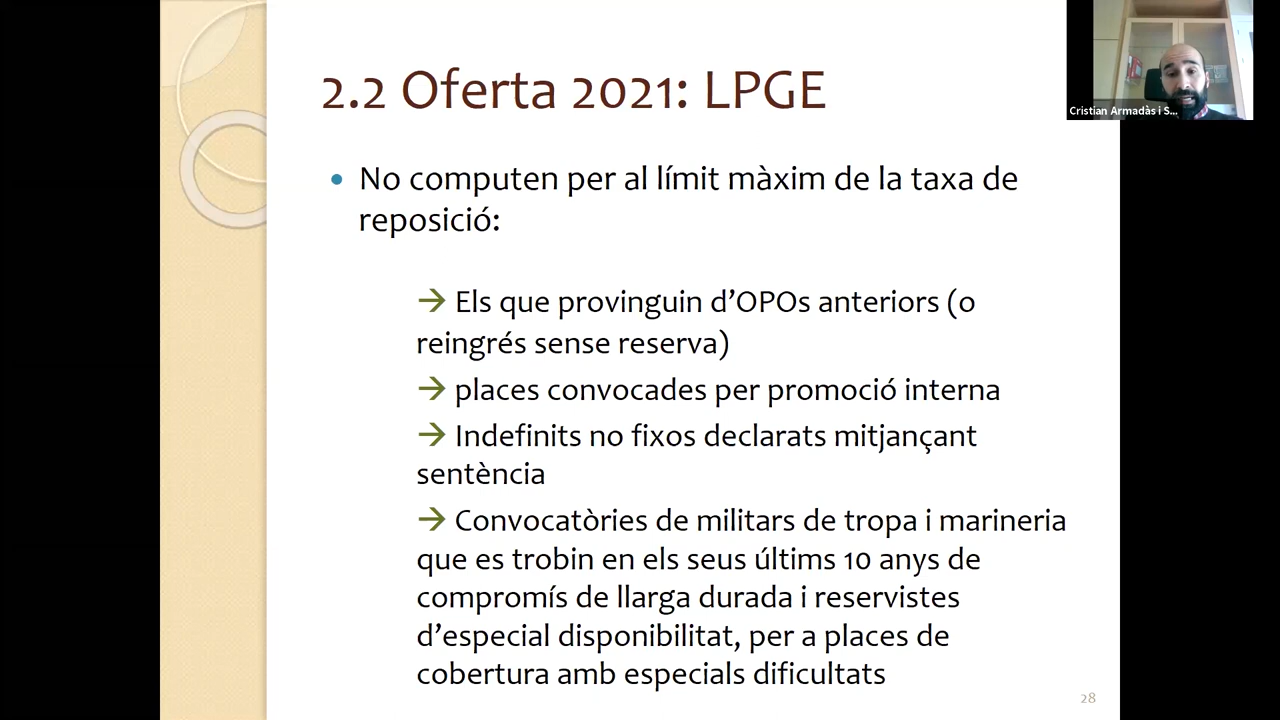 2.2 Oferta 2021: LPGE
Cristian Armadàs i S...
• No computen per al límit màxim de la taxa de
reposició:
→ Els que provinguin d’OPOs anteriors (o
reingrés sense reserva)
→ places convocades per promoció interna
→ Indefinits no fixos declarats mitjançant
sentència
→ Convocatòries de militars de tropa i marineria
que es trobin en els seus últims 10 anys de
compromís de llarga durada i reservistes
d’especial disponibilitat, per a places de
cobertura amb especials dificultats
28